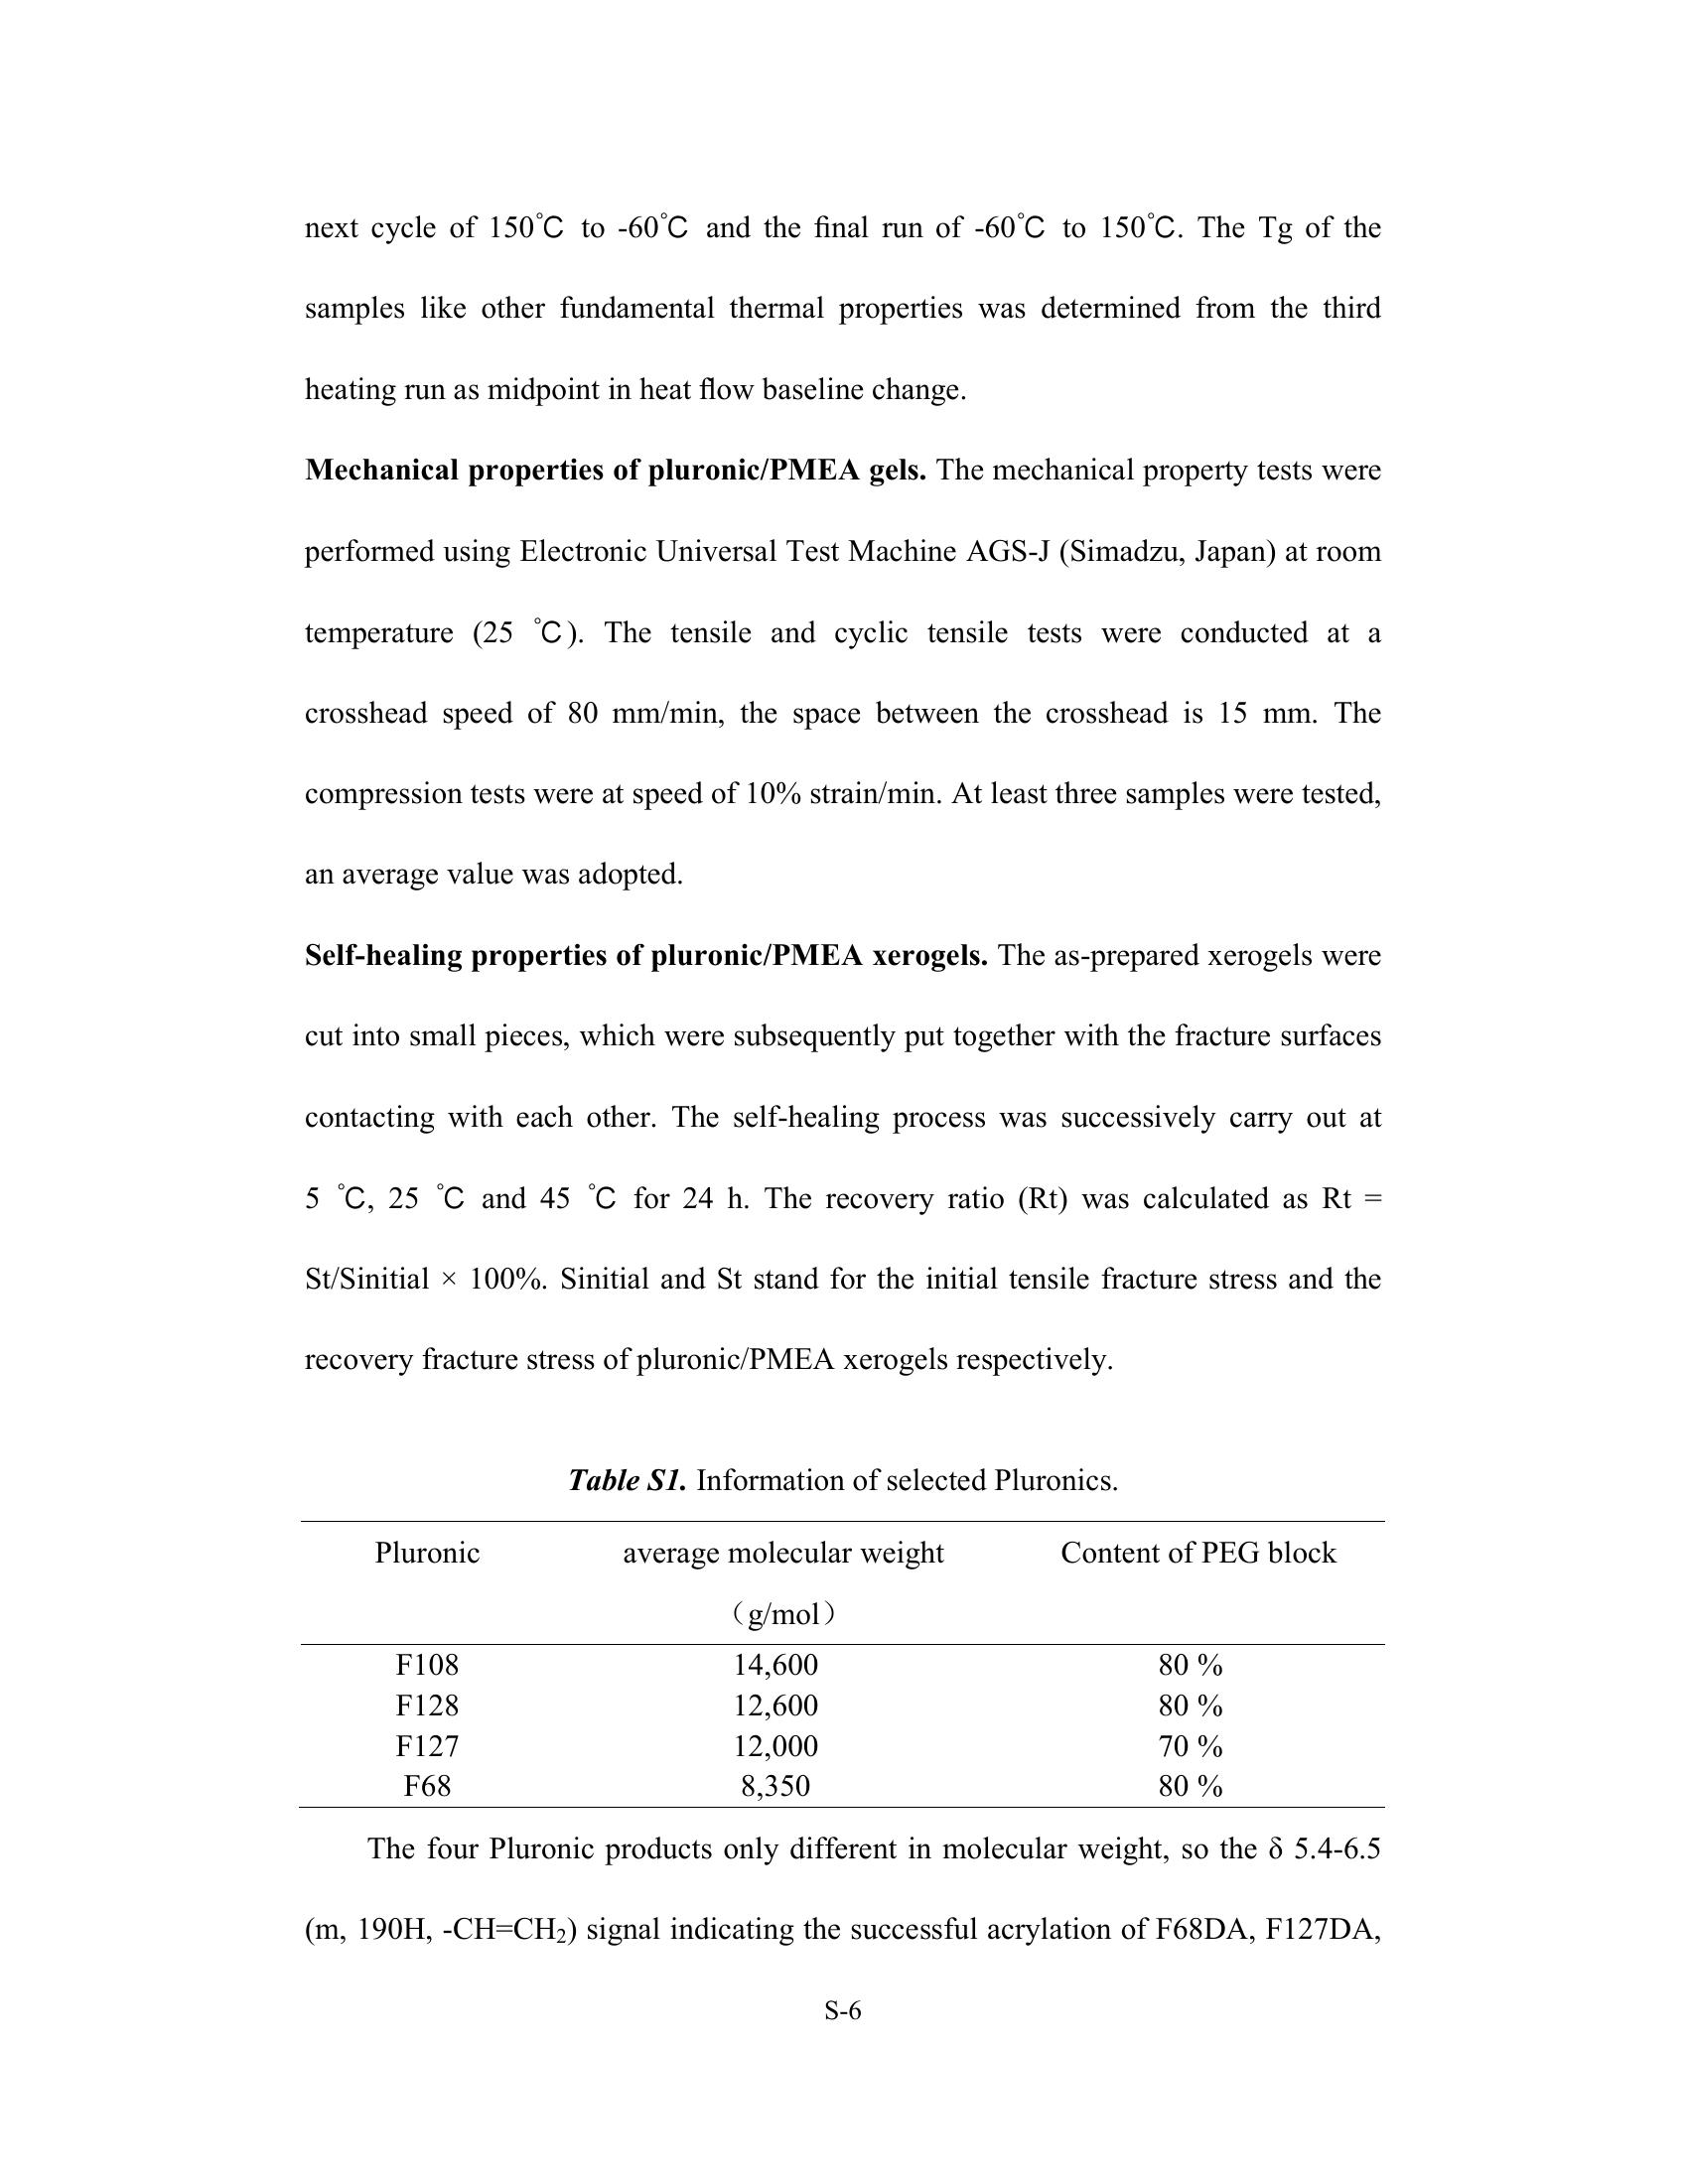 next cycle of 150℃ to -60℃ and the final run of -60℃ to 150℃. The Tg of the
samples like other fundamental thermal properties was determined from the third
heating run as midpoint in heat flow baseline change.
Mechanical properties of pluronic/PMEA gels. The mechanical property tests were
performed using Electronic Universal Test Machine AGS-J (Simadzu, Japan) at room
temperature (25 ℃). The tensile and cyclic tensile tests were conducted at a
crosshead speed of 80 mm/min, the space between the crosshead is 15 mm. The
compression tests were at speed of 10% strain/min. At least three samples were tested,
an average value was adopted.
Self-healing properties of pluronic/PMEA xerogels. The as-prepared xerogels were
cut into small pieces, which were subsequently put together with the fracture surfaces
contacting with each other. The self-healing process was successively carry out at
5 ℃, 25 ℃ and 45 ℃ for 24 h. The recovery ratio (Rt) was calculated as Rt =
St/Sinitial × 100%. Sinitial and St stand for the initial tensile fracture stress and the
recovery fracture stress of pluronic/PMEA xerogels respectively.
Table S1. Information of selected Pluronics.
Pluronic average molecular weight Content of PEG block
（g/mol）
F108 14,600 80 %
F128 12,600 80 %
F127 12,000 70 %
F68 8,350 80 %
The four Pluronic products only different in molecular weight, so the δ 5.4-6.5
(m, 190H, -CH=CH₂) signal indicating the successful acrylation of F68DA, F127DA,
S-6